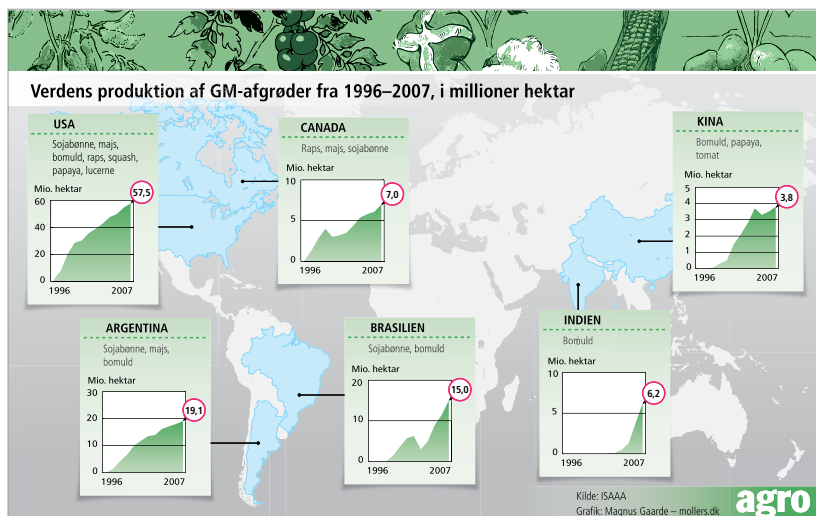 Verdens produktion af GM-afgrøder fra 1996–2007, i millioner hektar
USA
Sojabønne, majs,
bomuld, raps, squash,
papaya, lucerne
Mio. hektar
57,5
60
40
20
0
1996 2007
CANADA
Raps, majs, sojabønne
Mio. hektar
7,0
10
5
0
1996 2007
KINA
Bomuld, papaya,
tomat
Mio. hektar
3,8
5
4
3
2
1
0
1996 2007
ARGENTINA
Sojabønne, majs,
bomuld
Mio. hektar
19,1
30
20
10
0
1996 2007
BRASILIEN
Sojabønne, bomuld
Mio. hektar
15,0
20
10
0
1996 2007
INDIEN
Bomuld
Mio. hektar
6,2
10
5
0
1996 2007
Kilde: ISAAA
Grafik: Magnus Gaarde – mollers.dk
agro